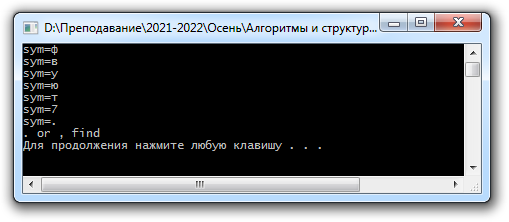 D:\Преподавание\2021-2022\Осень\Алгоритмы и структур...
sym=ф
sym=в
sym=у
sym=ю
sym=т
sym=7
sym=.
. or , find
Для продолжения нажмите любую клавишу . . .